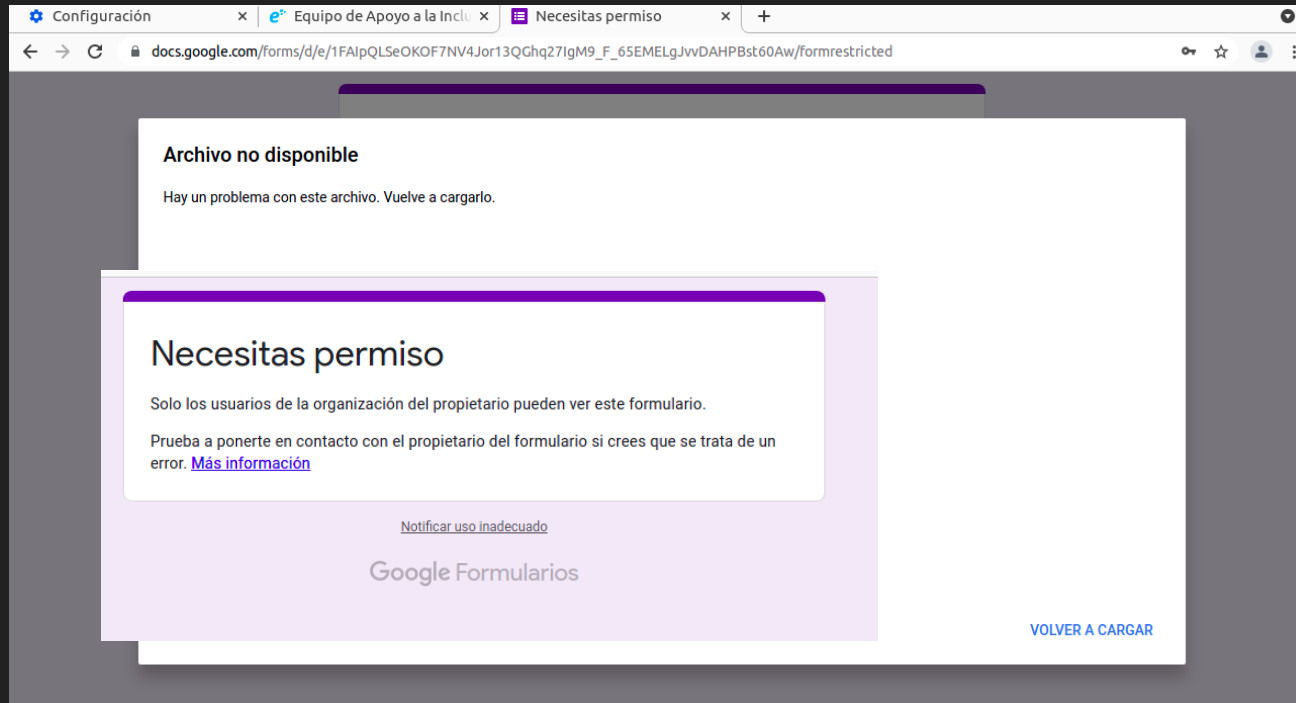 Configuración
Equipo de Apoyo a la Inclu
Necesitas permiso
docs.google.com/forms/d/e/1FAIpQLSeOKOF7NV4Jor13QGhq27IgM9_F_65EMELgJvvDAHPBst60Aw/formrestricted
Archivo no disponible
Hay un problema con este archivo. Vuelve a cargarlo.
Necesitas permiso
Solo los usuarios de la organización del propietario pueden ver este formulario.
Prueba a ponerte en contacto con el propietario del formulario si crees que se trata de un
error. Más información
Notificar uso inadecuado
Google Formularios
VOLVER A CARGAR